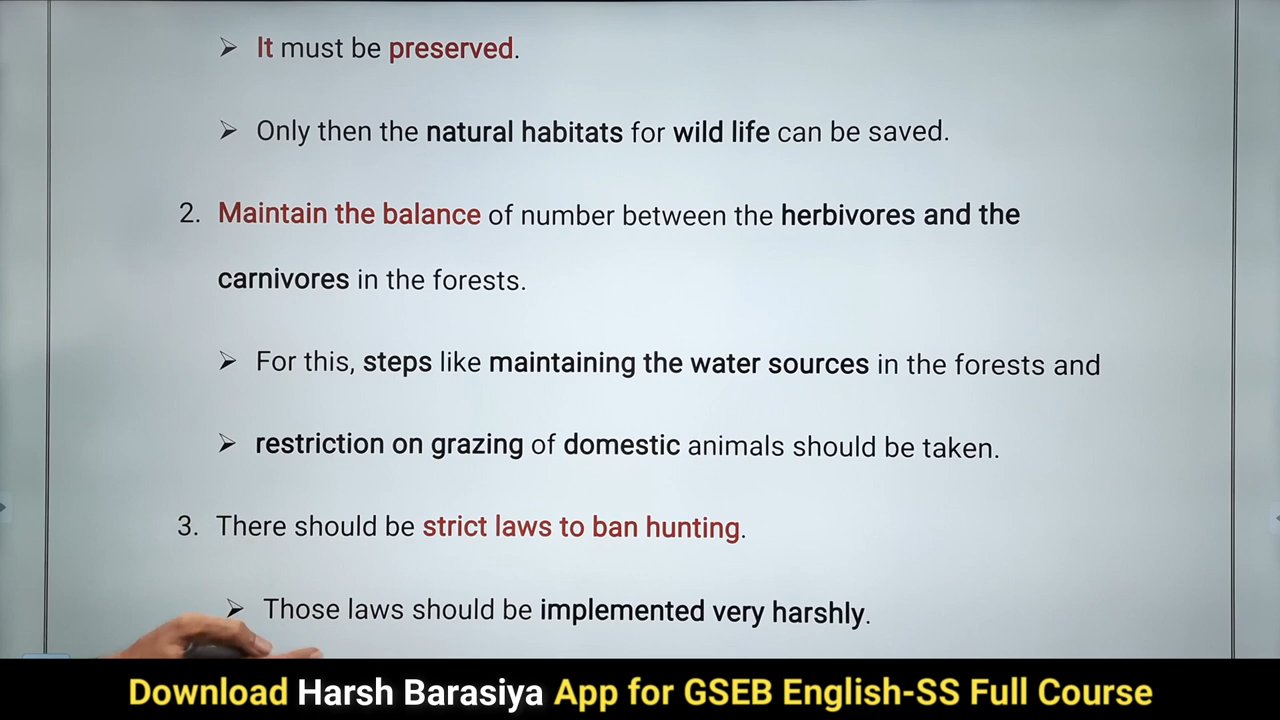 ➢ It must be preserved.
➢ Only then the natural habitats for wild life can be saved.
2. Maintain the balance of number between the herbivores and the
carnivores in the forests.
➢ For this, steps like maintaining the water sources in the forests and
➢ restriction on grazing of domestic animals should be taken.
3. There should be strict laws to ban hunting.
➢ Those laws should be implemented very harshly.
Download Harsh Barasiya App for GSEB English-SS Full Course